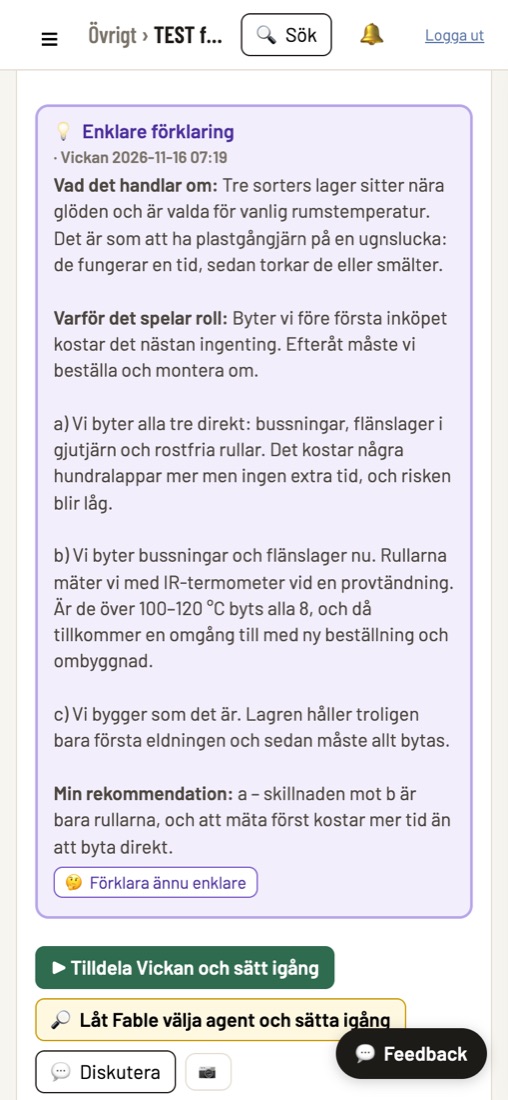 Övrigt › TEST f...
Sök
Logga ut
Enklare förklaring
· Vickan 2026-11-16 07:19
Vad det handlar om: Tre sorters lager sitter nära
glöden och är valda för vanlig rumstemperatur.
Det är som att ha plastgångjärn på en ugnslucka:
de fungerar en tid, sedan torkar de eller smälter.
Varför det spelar roll: Byter vi före första inköpet
kostar det nästan ingenting. Efteråt måste vi
beställa och montera om.
a) Vi byter alla tre direkt: bussningar, flänslager i
gjutjärn och rostfria rullar. Det kostar några
hundralappar mer men ingen extra tid, och risken
blir låg.
b) Vi byter bussningar och flänslager nu. Rullarna
mäter vi med IR-termometer vid en provtändning.
Är de över 100–120 °C byts alla 8, och då
tillkommer en omgång till med ny beställning och
ombyggnad.
c) Vi bygger som det är. Lagren håller troligen
bara första eldningen och sedan måste allt bytas.
Min rekommendation: a – skillnaden mot b är
bara rullarna, och att mäta först kostar mer tid än
att byta direkt.
Förklara ännu enklare
Tilldela Vickan och sätt igång
Låt Fable välja agent och sätta igång
Feedback
Diskutera